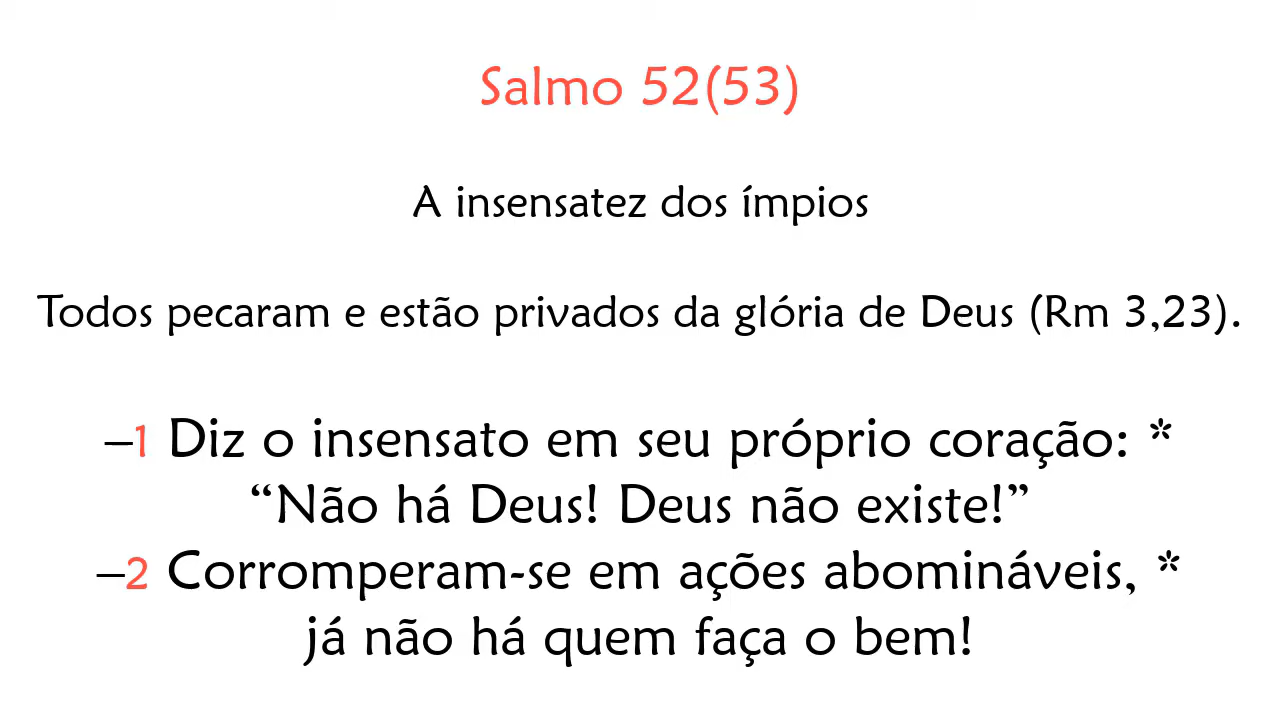 Salmo 52(53)
A insensatez dos ímpios
Todos pecaram e estão privados da glória de Deus (Rm 3,23).
–1 Diz o insensato em seu próprio coração: *
“Não há Deus! Deus não existe!”
–2 Corromperam-se em ações abomináveis, *
já não há quem faça o bem!